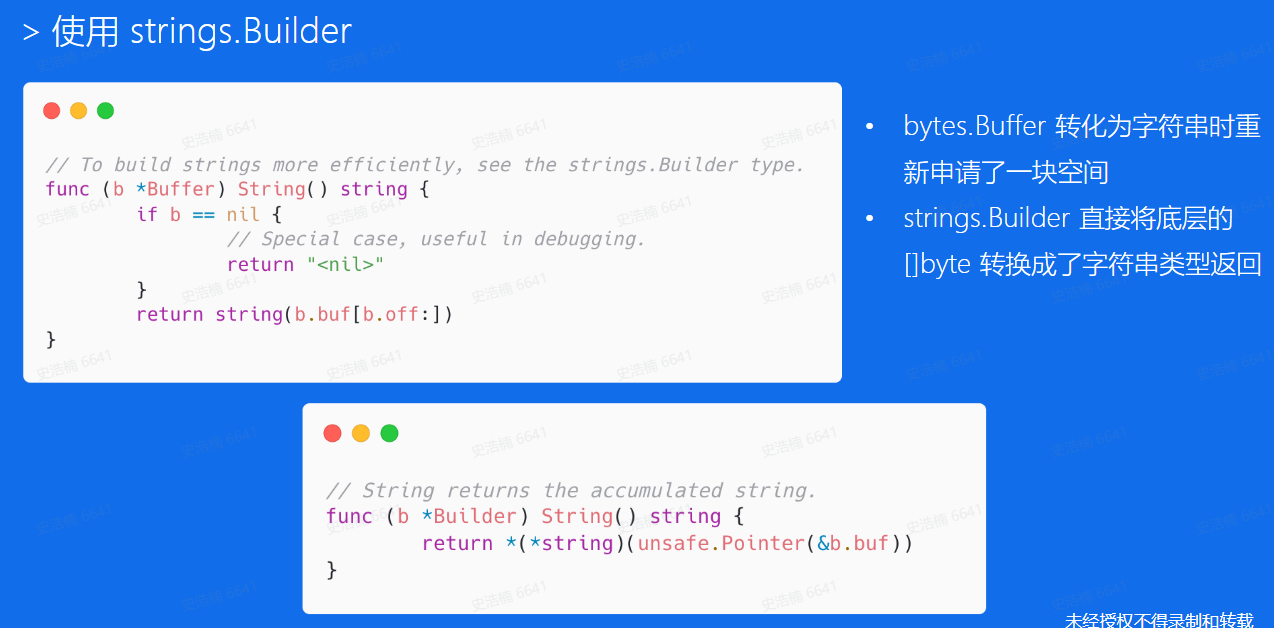 > 使用 strings.Builder
// To build strings more efficiently, see the strings.Builder type.
func (b *Buffer) String() string {
if b == nil {
// Special case, useful in debugging.
return "<nil>"
}
return string(b.buf[b.off:])
}
• bytes.Buffer 转化为字符串时重
新申请了一块空间
• strings.Builder 直接将底层的
[]byte 转换成了字符串类型返回
// String returns the accumulated string.
func (b *Builder) String() string {
return *(*string)(unsafe.Pointer(&b.buf))
}
未经授权不得录制和转载
史浩楠 6641